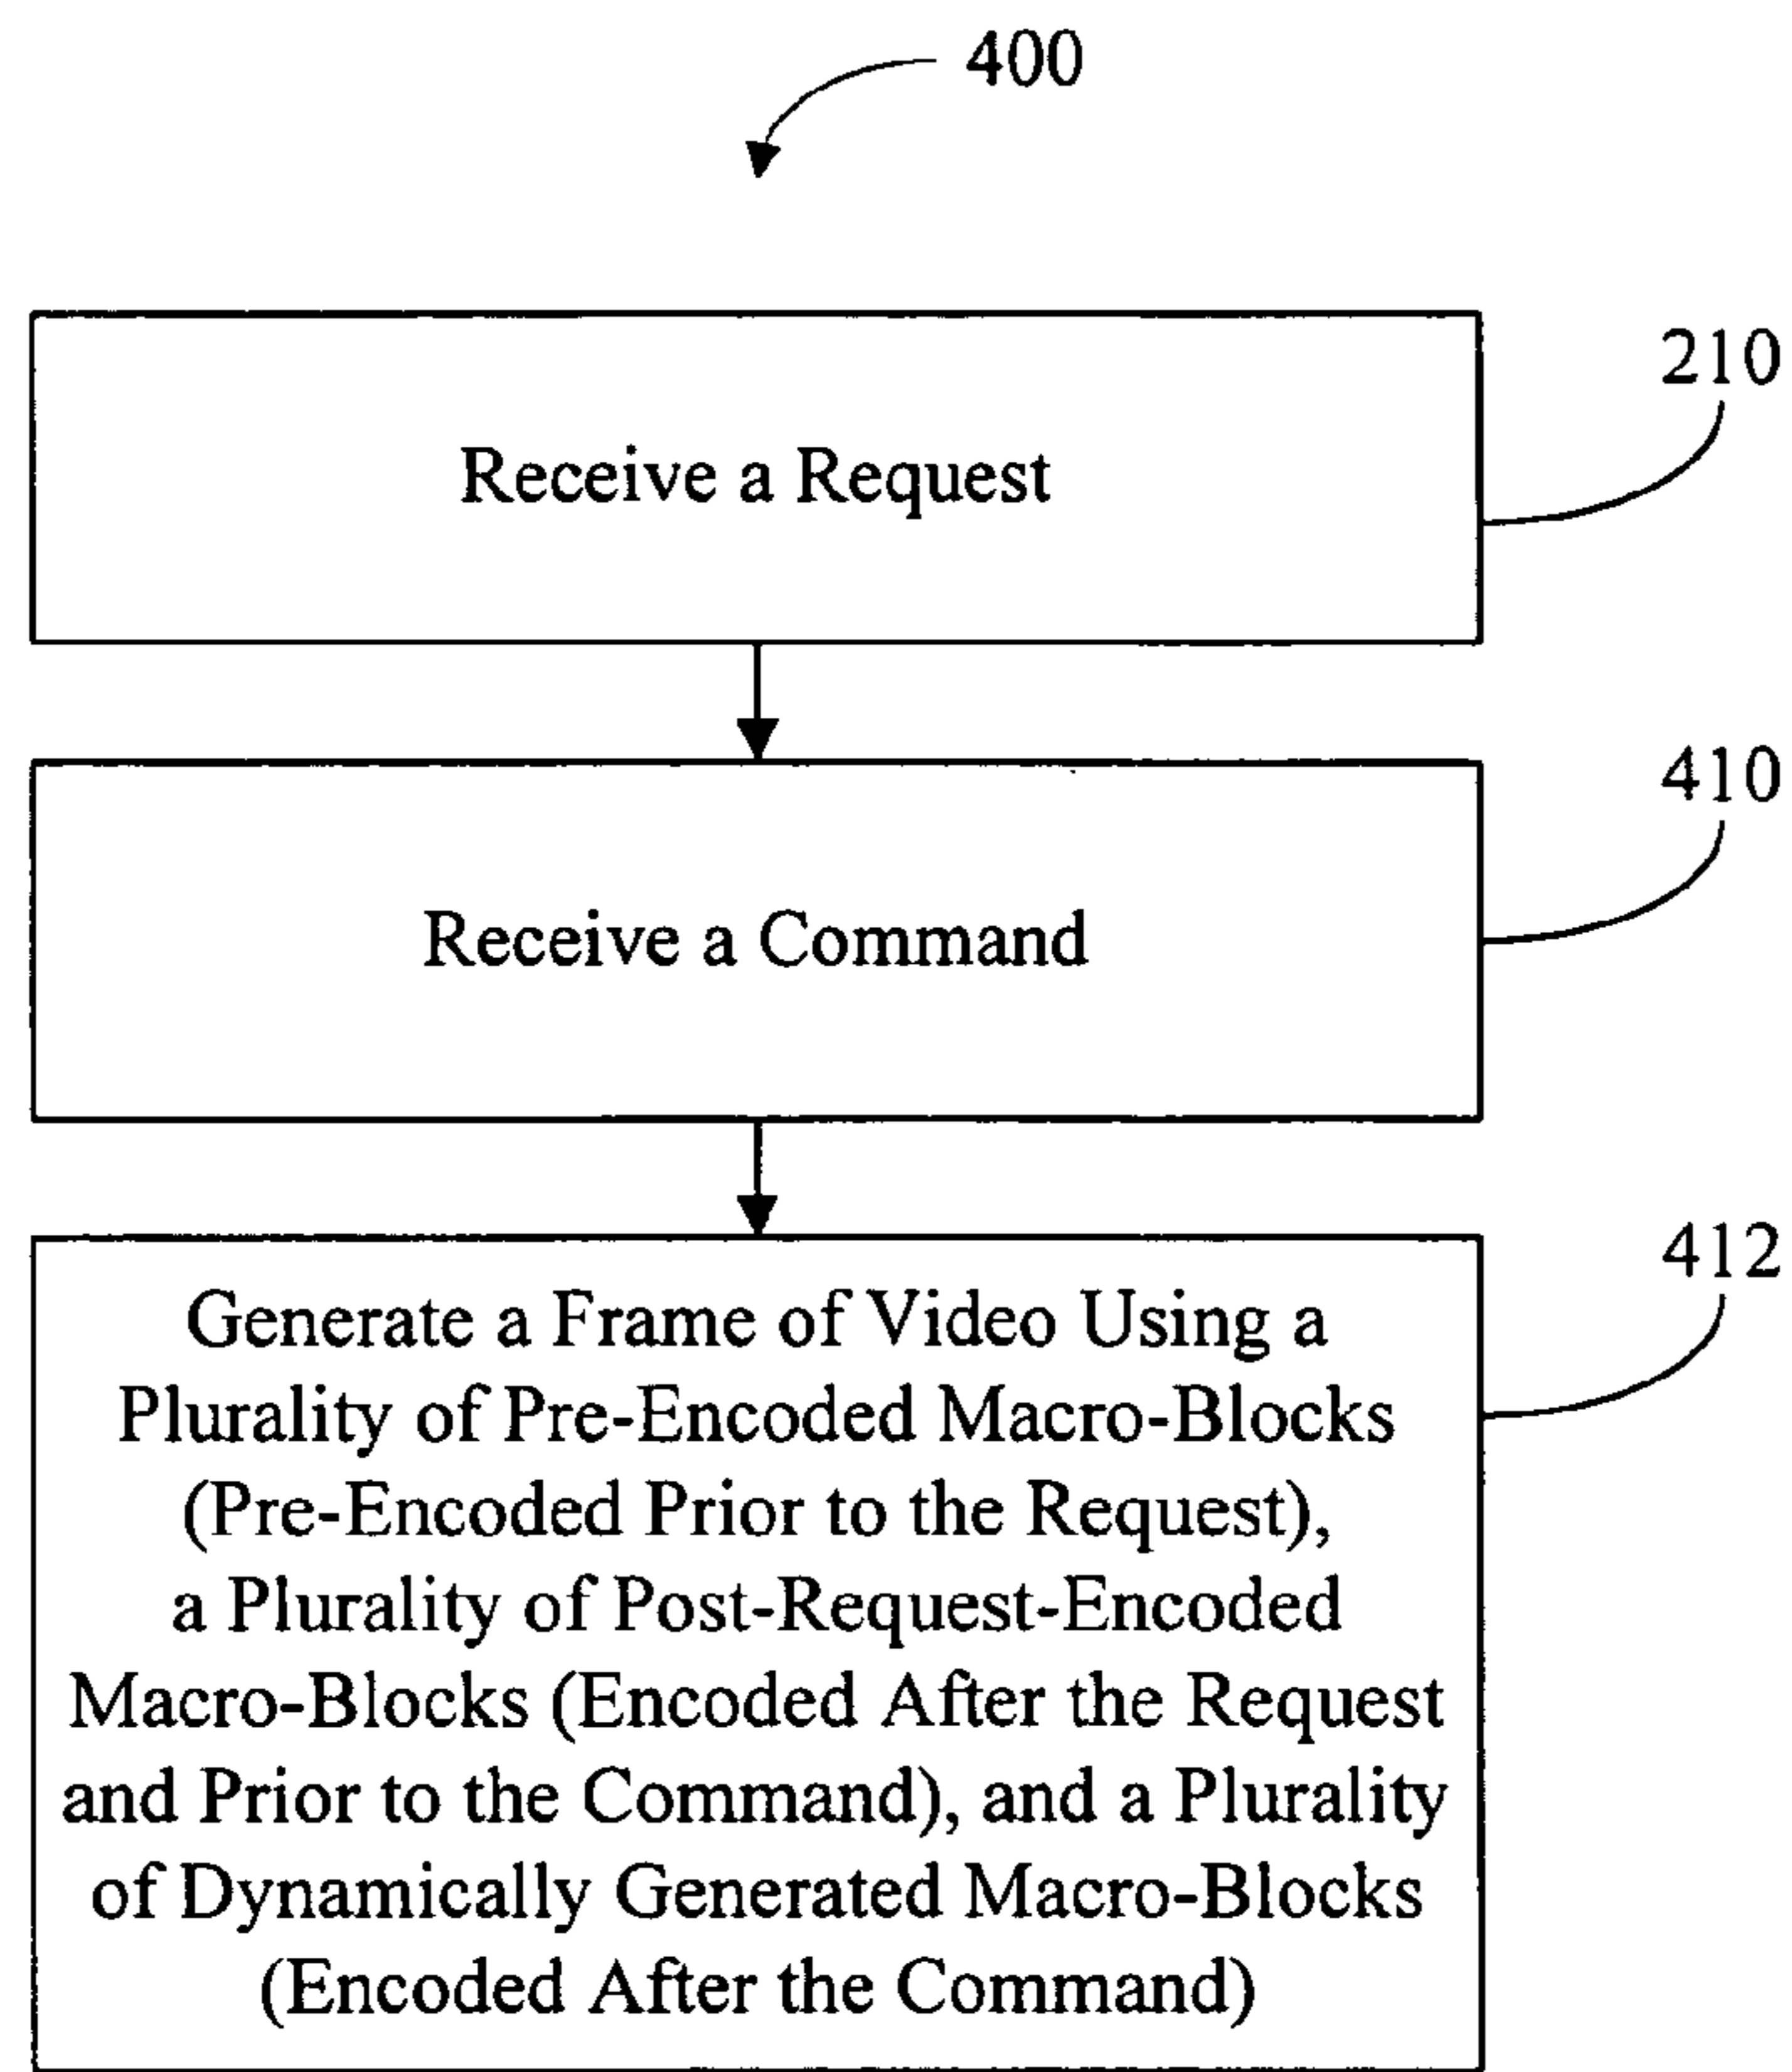 400
210
Receive a Request
410
Receive a Command
412
Generate a Frame of Video Using a
Plurality of Pre-Encoded Macro-Blocks
(Pre-Encoded Prior to the Request),
a Plurality of Post-Request-Encoded
Macro-Blocks (Encoded After the Request
and Prior to the Command), and a Plurality
of Dynamically Generated Macro-Blocks
(Encoded After the Command)